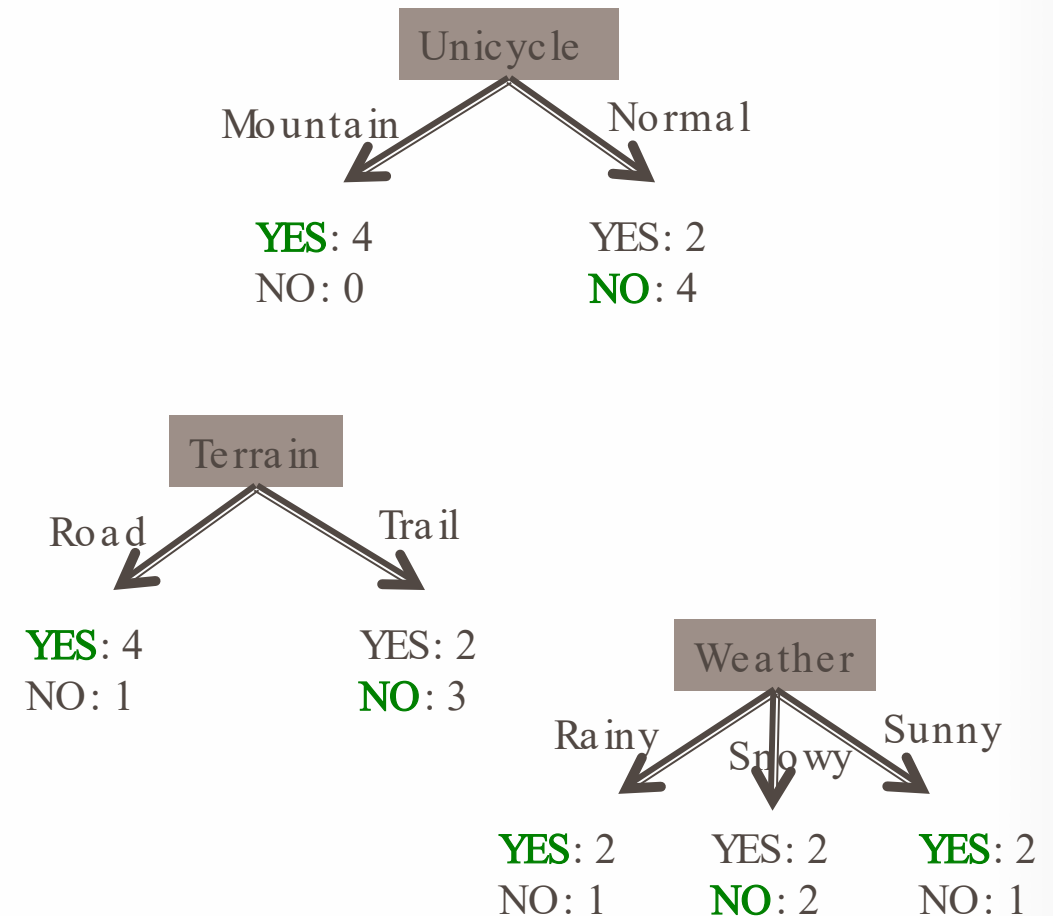 Unicycle
Mountain
Normal
YES: 4
NO: 0
YES: 2
NO: 4
Terrain
Road
Trail
YES: 4
NO: 1
YES: 2
NO: 3
Weather
Rainy
Snowy
Sunny
YES: 2
NO: 1
YES: 2
NO: 2
YES: 2
NO: 1